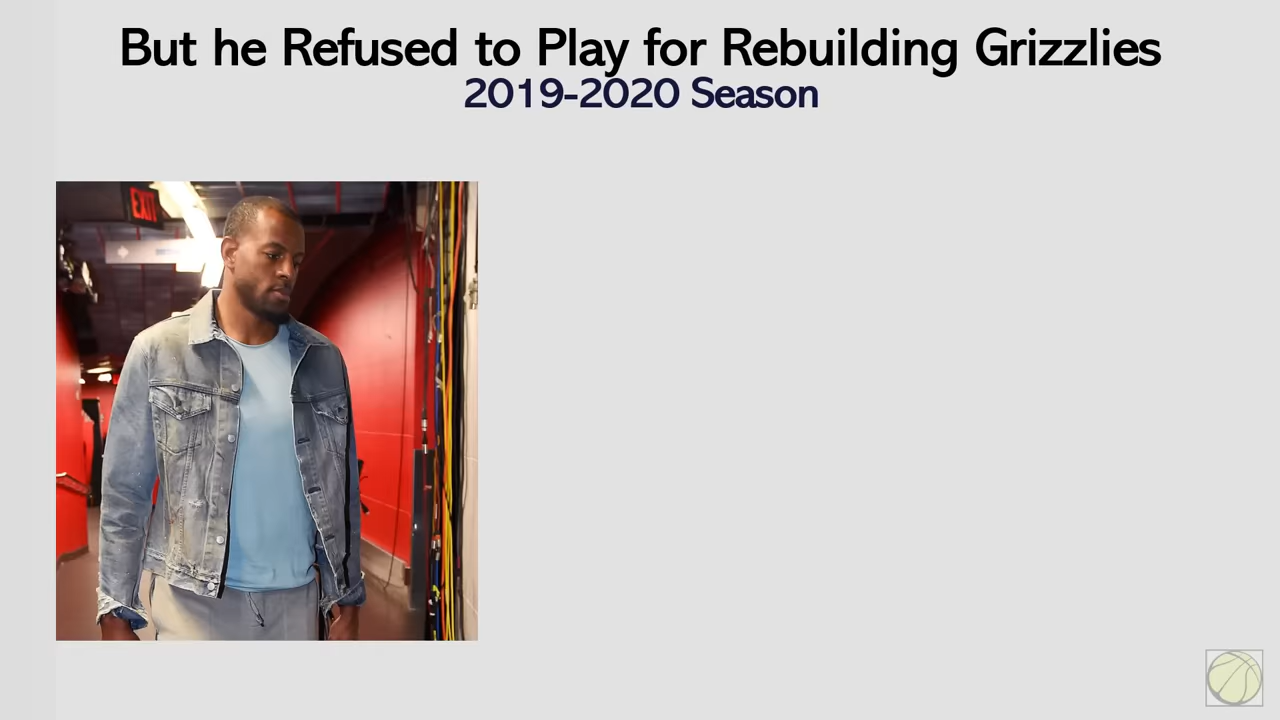 But he Refused to Play for Rebuilding Grizzlies
2019-2020 Season
EXIT